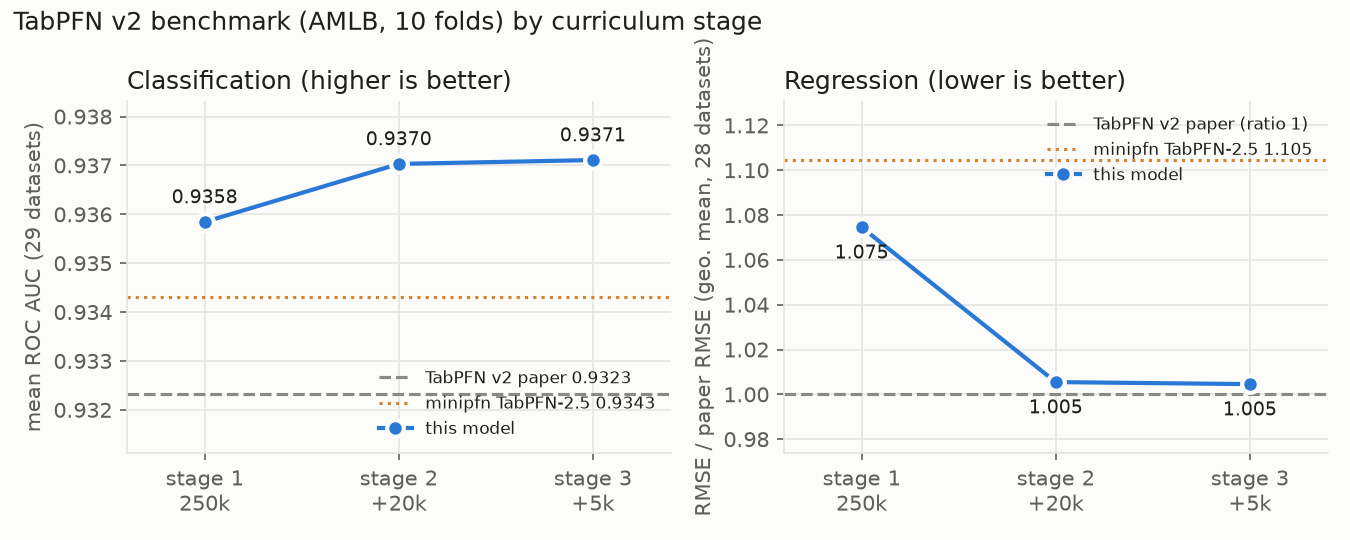 TabPFN v2 benchmark (AMLB, 10 folds) by curriculum stage
Classification (higher is better)
mean ROC AUC (29 datasets)
0.938
0.937
0.936
0.935
0.934
0.933
0.932
0.9358
0.9370
0.9371
TabPFN v2 paper 0.9323
minipfn TabPFN-2.5 0.9343
this model
stage 1
250k
stage 2
+20k
stage 3
+5k
Regression (lower is better)
RMSE / paper RMSE (geo. mean, 28 datasets)
1.12
1.10
1.08
1.06
1.04
1.02
1.00
0.98
TabPFN v2 paper (ratio 1)
minipfn TabPFN-2.5 1.105
this model
1.075
1.005
1.005
stage 1
250k
stage 2
+20k
stage 3
+5k